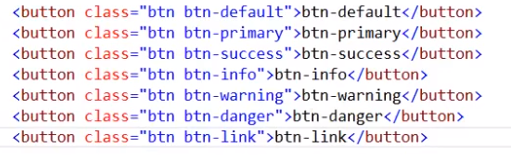 <button class="btn btn-default">btn-default</button>
<button class="btn btn-primary">btn-primary</button>
<button class="btn btn-success">btn-success</button>
<button class="btn btn-info">btn-info</button>
<button class="btn btn-warning">btn-warning</button>
<button class="btn btn-danger">btn-danger</button>
<button class="btn btn-link">btn-link</button>